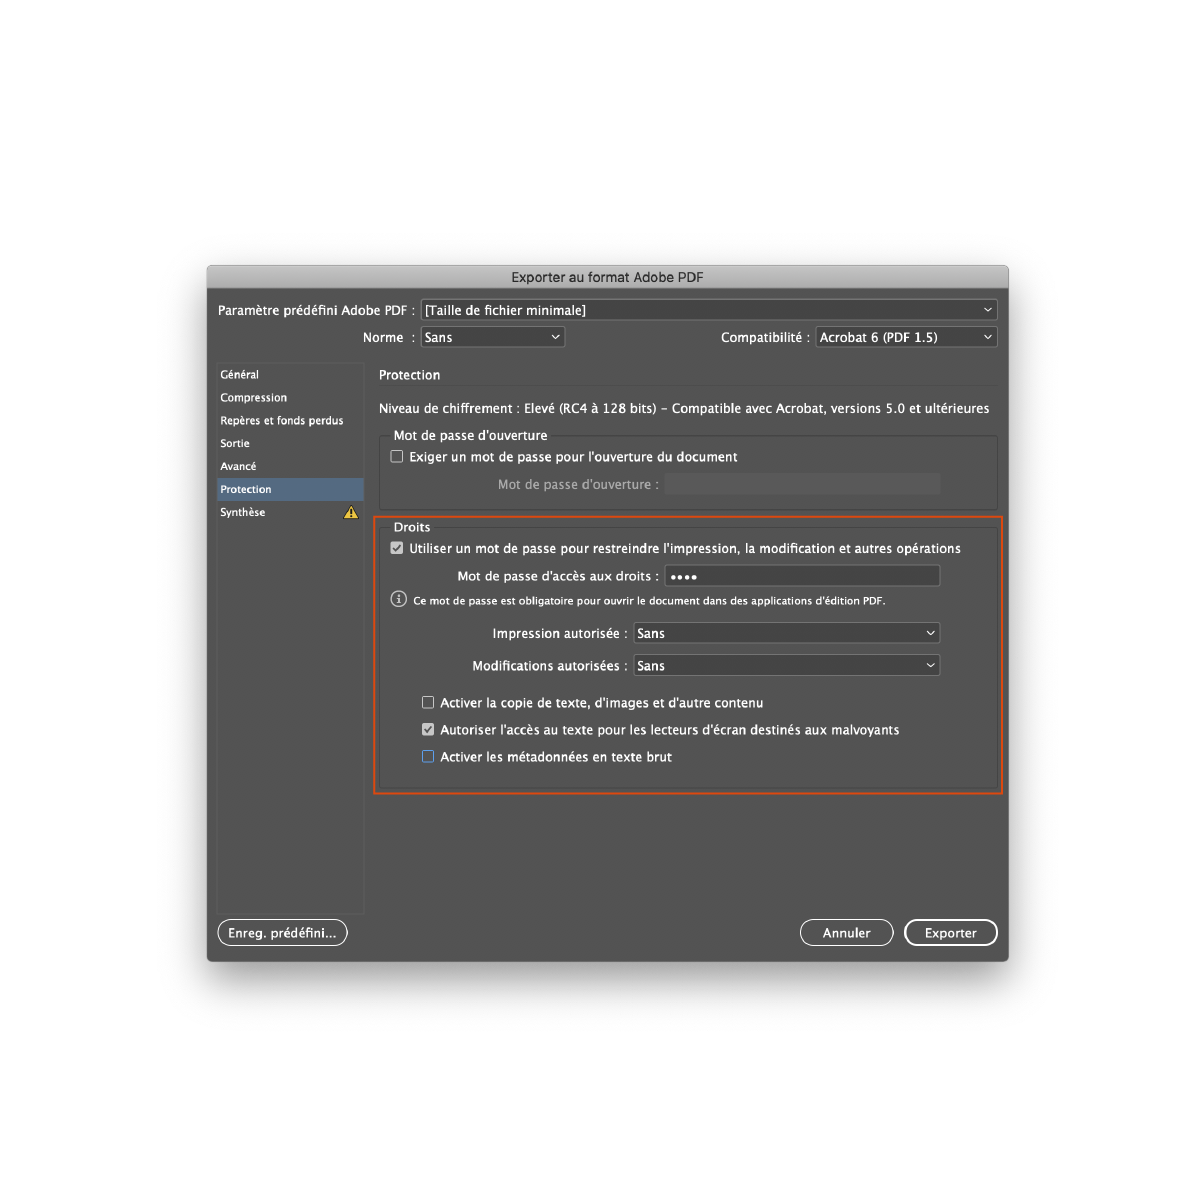 Exporter au format Adobe PDF
Paramètre prédéfini Adobe PDF : [Taille de fichier minimale]
Norme : Sans
Compatibilité : Acrobat 6 (PDF 1.5)
Général
Compression
Repères et fonds perdus
Sortie
Avancé
Protection
Synthèse
Protection
Niveau de chiffrement : Elevé (RC4 à 128 bits) – Compatible avec Acrobat, versions 5.0 et ultérieures
Mot de passe d'ouverture
Exiger un mot de passe pour l'ouverture du document
Mot de passe d'ouverture :
Droits
Utiliser un mot de passe pour restreindre l'impression, la modification et autres opérations
Mot de passe d'accès aux droits : ••••
Ce mot de passe est obligatoire pour ouvrir le document dans des applications d'édition PDF.
Impression autorisée : Sans
Modifications autorisées : Sans
Activer la copie de texte, d'images et d'autre contenu
Autoriser l'accès au texte pour les lecteurs d'écran destinés aux malvoyants
Activer les métadonnées en texte brut
Enreg. prédéfini...
Annuler
Exporter